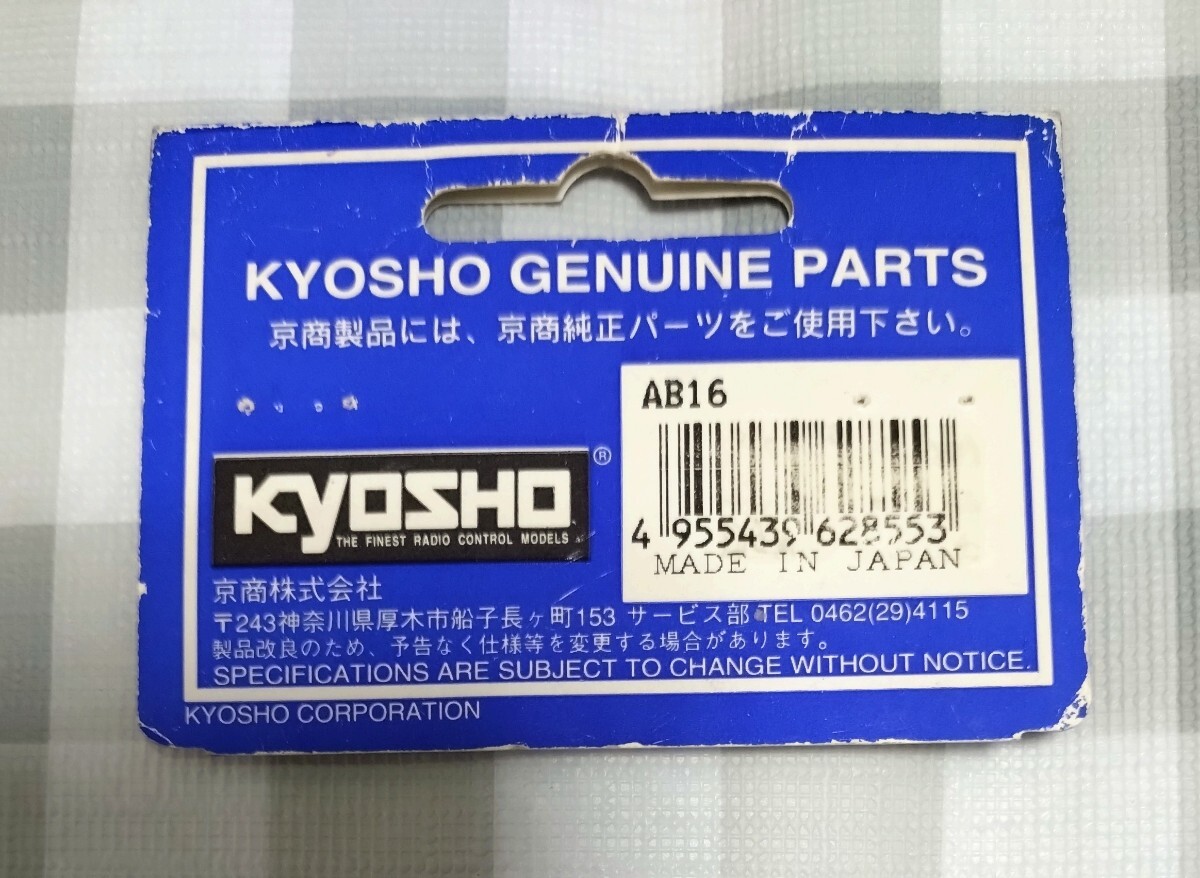 KYOSHO GENUINE PARTS
京商製品には、京商純正パーツをご使用下さい。
AB16
4 955439 628553
MADE IN JAPAN
KYOSHO ®
THE FINEST RADIO CONTROL MODELS
京商株式会社
〒243神奈川県厚木市船子長ヶ町153 サービス部 TEL 0462(29)4115
製品改良のため、予告なく仕様等を変更する場合があります。
SPECIFICATIONS ARE SUBJECT TO CHANGE WITHOUT NOTICE.
KYOSHO CORPORATION